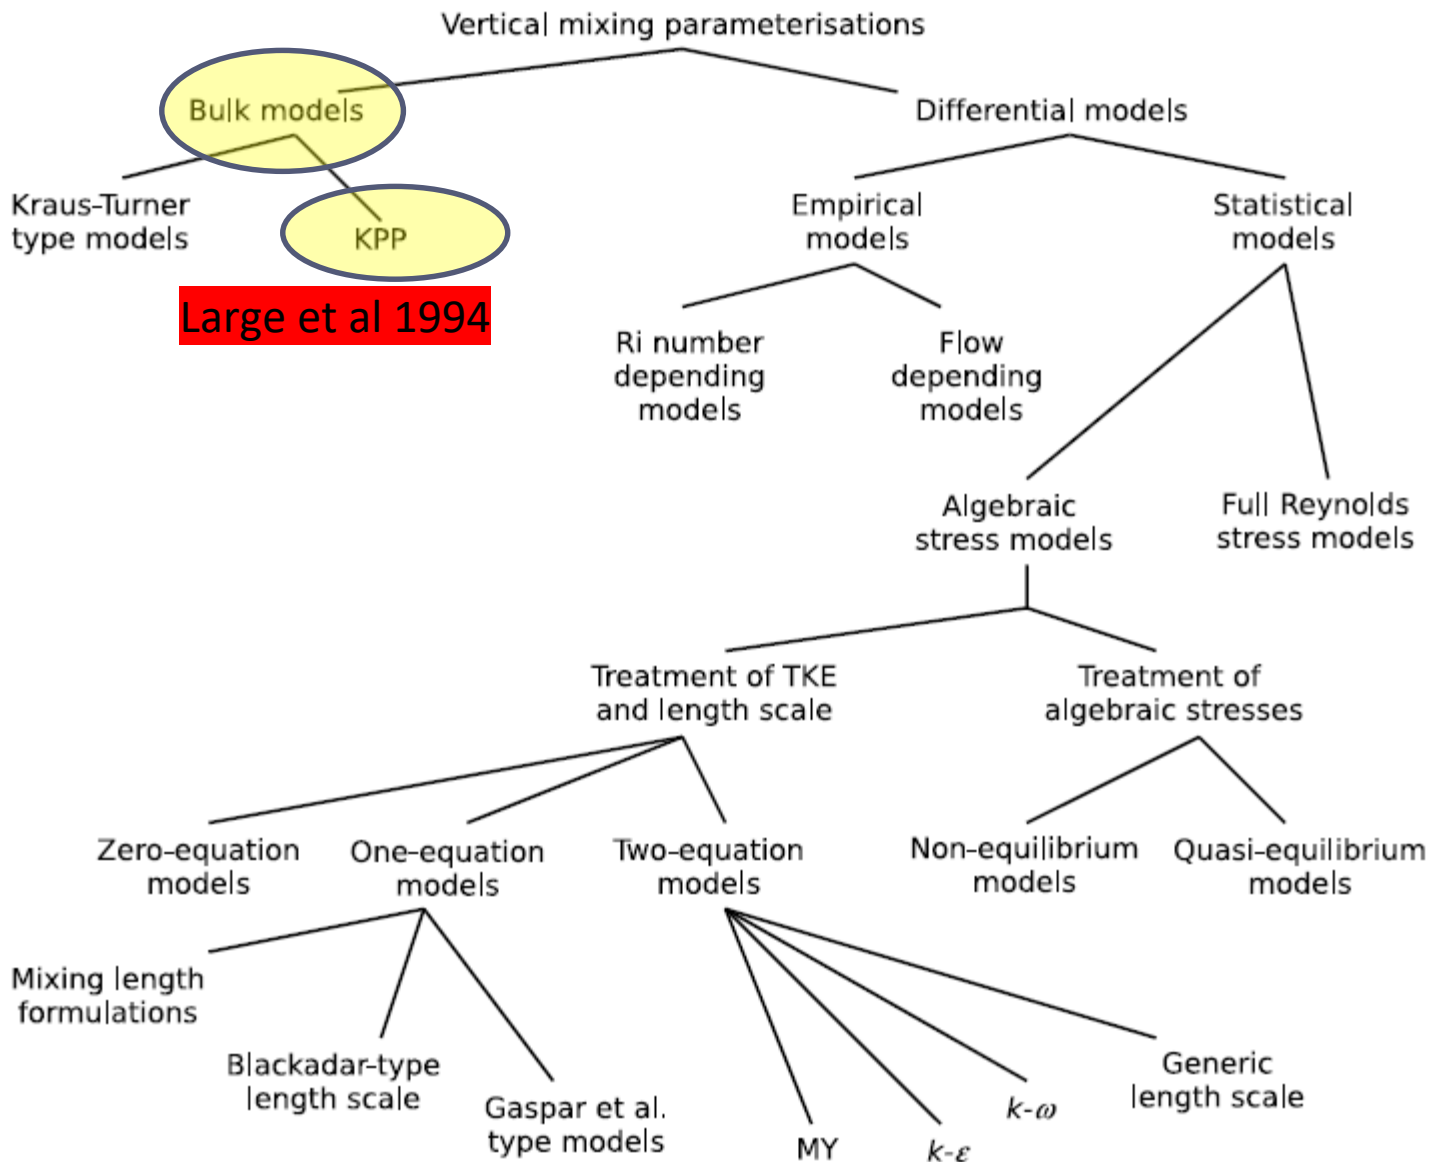 Vertical mixing parameterisations
Bulk models
Differential models
Kraus-Turner
type models
KPP
Large et al 1994
Empirical
models
Statistical
models
Ri number
depending
models
Flow
depending
models
Algebraic
stress models
Full Reynolds
stress models
Treatment of TKE
and length scale
Treatment of
algebraic stresses
Zero-equation
models
One-equation
models
Two-equation
models
Non-equilibrium
models
Quasi-equilibrium
models
Mixing length
formulations
Blackadar-type
length scale
Gaspar et al.
type models
MY
k-ε
k-ω
Generic
length scale